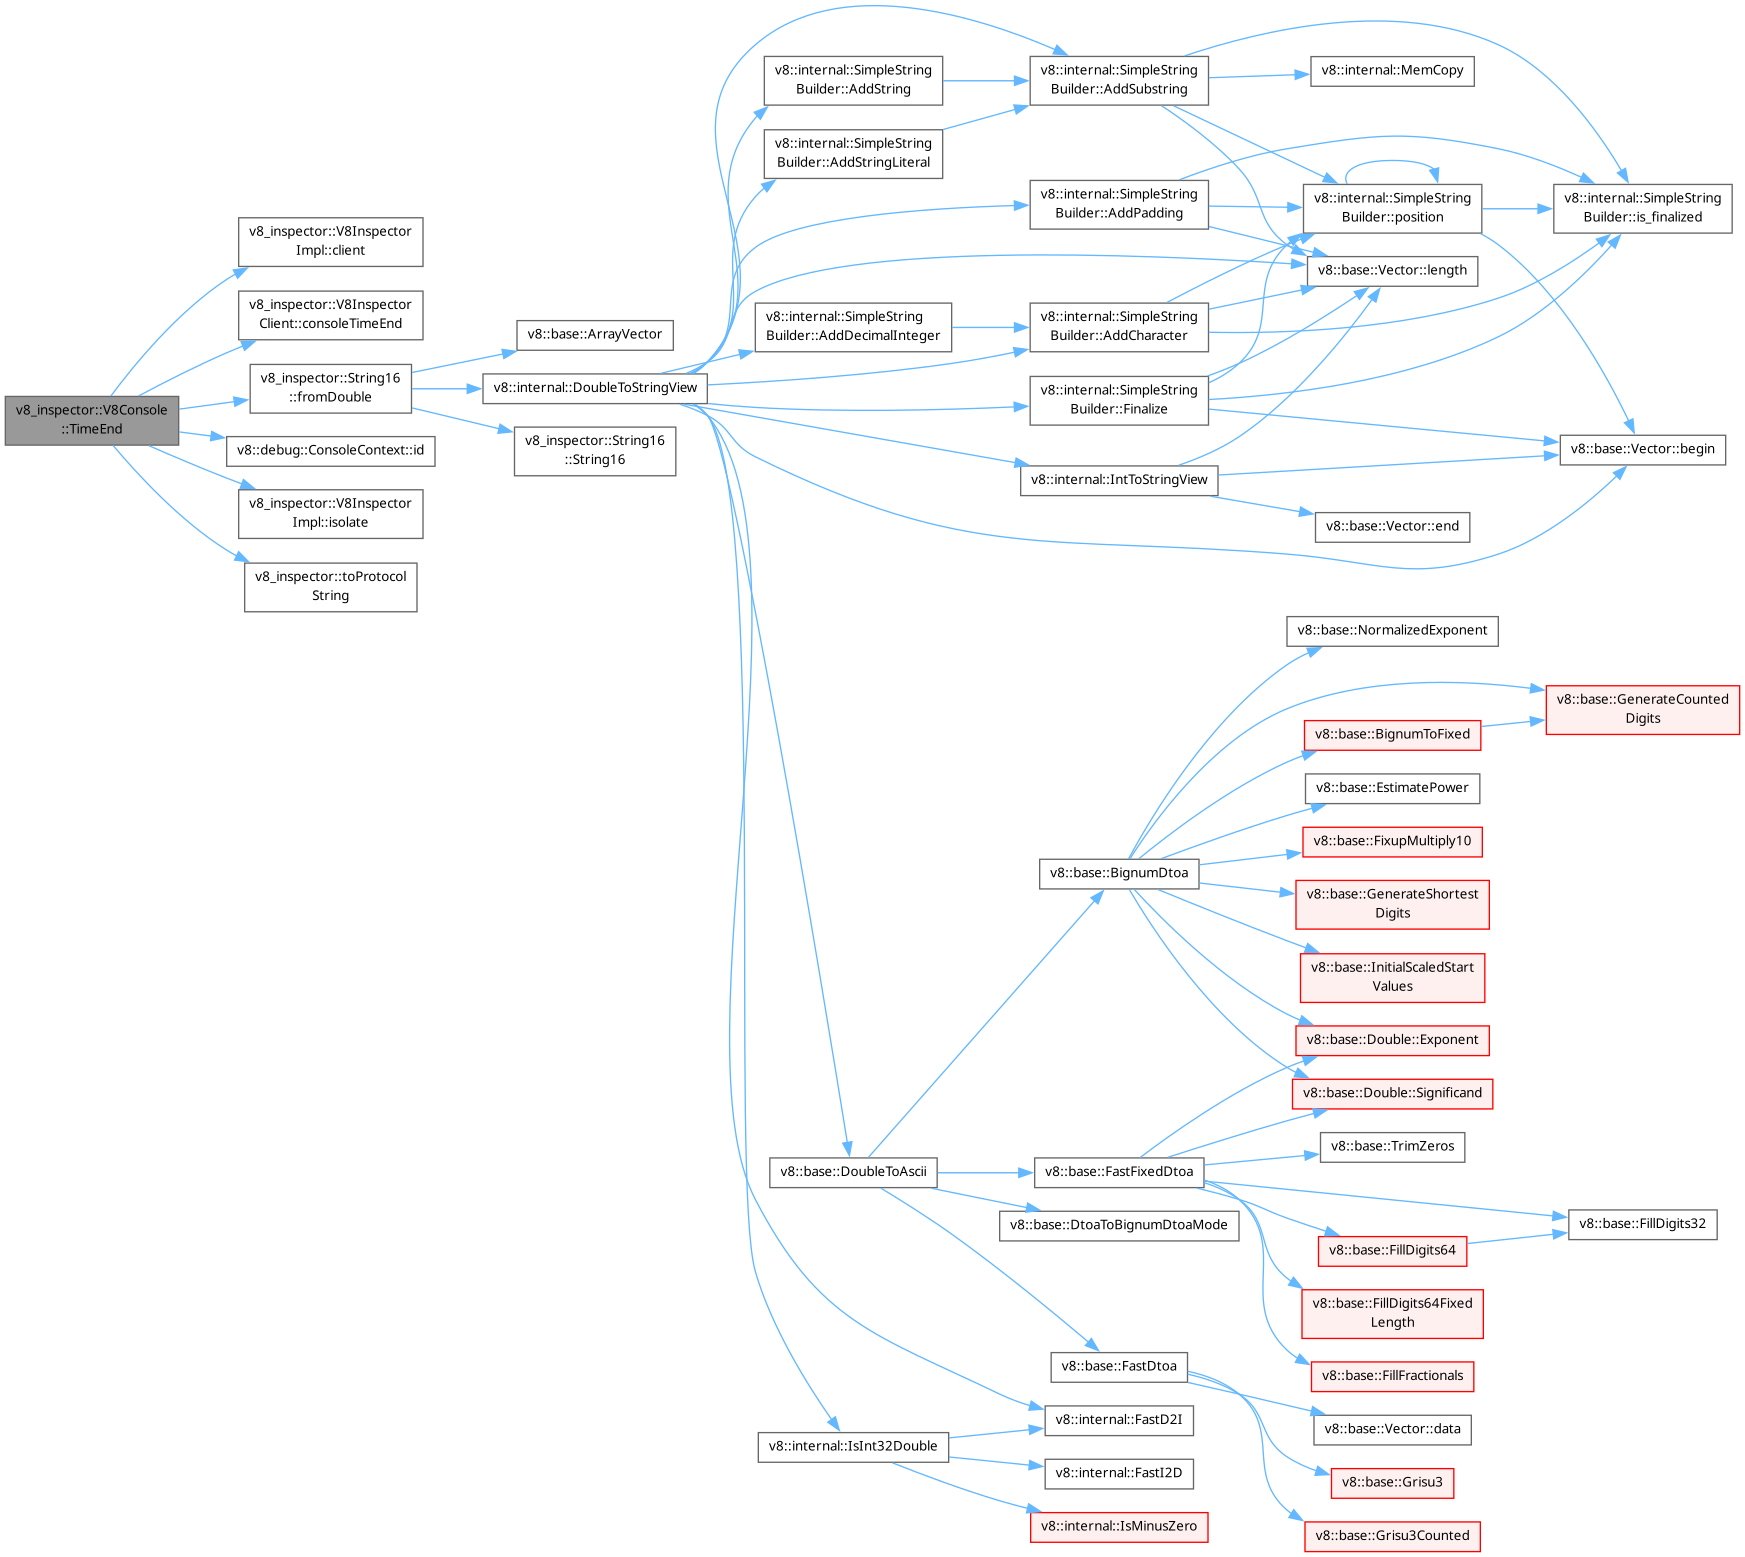 v8_inspector::V8Console
::TimeEnd
v8_inspector::V8Inspector
Impl::client
v8_inspector::V8Inspector
Client::consoleTimeEnd
v8_inspector::String16
::fromDouble
v8::debug::ConsoleContext::id
v8_inspector::V8Inspector
Impl::isolate
v8_inspector::toProtocol
String
v8::base::ArrayVector
v8::internal::DoubleToStringView
v8_inspector::String16
::String16
v8::internal::SimpleString
Builder::AddString
v8::internal::SimpleString
Builder::AddStringLiteral
v8::internal::SimpleString
Builder::AddDecimalInteger
v8::base::DoubleToAscii
v8::internal::IsInt32Double
v8::internal::SimpleString
Builder::AddSubstring
v8::internal::SimpleString
Builder::AddPadding
v8::internal::SimpleString
Builder::AddCharacter
v8::internal::SimpleString
Builder::Finalize
v8::internal::IntToStringView
v8::base::BignumDtoa
v8::base::FastFixedDtoa
v8::base::DtoaToBignumDtoaMode
v8::base::FastDtoa
v8::internal::FastD2I
v8::internal::FastI2D
v8::internal::IsMinusZero
v8::internal::MemCopy
v8::internal::SimpleString
Builder::position
v8::base::Vector::length
v8::base::Vector::end
v8::base::NormalizedExponent
v8::base::BignumToFixed
v8::base::EstimatePower
v8::base::FixupMultiply10
v8::base::GenerateShortest
Digits
v8::base::InitialScaledStart
Values
v8::base::Double::Exponent
v8::base::Double::Significand
v8::base::TrimZeros
v8::base::FillDigits64
v8::base::FillDigits64Fixed
Length
v8::base::FillFractionals
v8::base::Vector::data
v8::base::Grisu3
v8::base::Grisu3Counted
v8::internal::SimpleString
Builder::is_finalized
v8::base::Vector::begin
v8::base::GenerateCounted
Digits
v8::base::FillDigits32